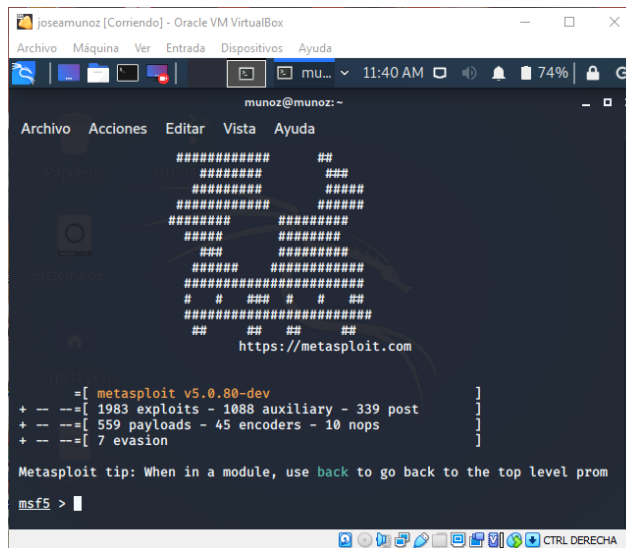 joseamunoz [Corriendo] - Oracle VM VirtualBox
Archivo Máquina Ver Entrada Dispositivos Ayuda
mu... 11:40 AM 74%
munoz@munoz: ~
Archivo Acciones Editar Vista Ayuda
############ ##
######## ###
######### #####
############ ######
######## #########
##### ########
### #########
###### ############
#######################
# # ### # # ##
########################
## ## ## ##
https://metasploit.com
=[ metasploit v5.0.80-dev ]
+ -- --=[ 1983 exploits - 1088 auxiliary - 339 post ]
+ -- --=[ 559 payloads - 45 encoders - 10 nops ]
+ -- --=[ 7 evasion ]
Metasploit tip: When in a module, use back to go back to the top level prom
msf5 >
CTRL DERECHA